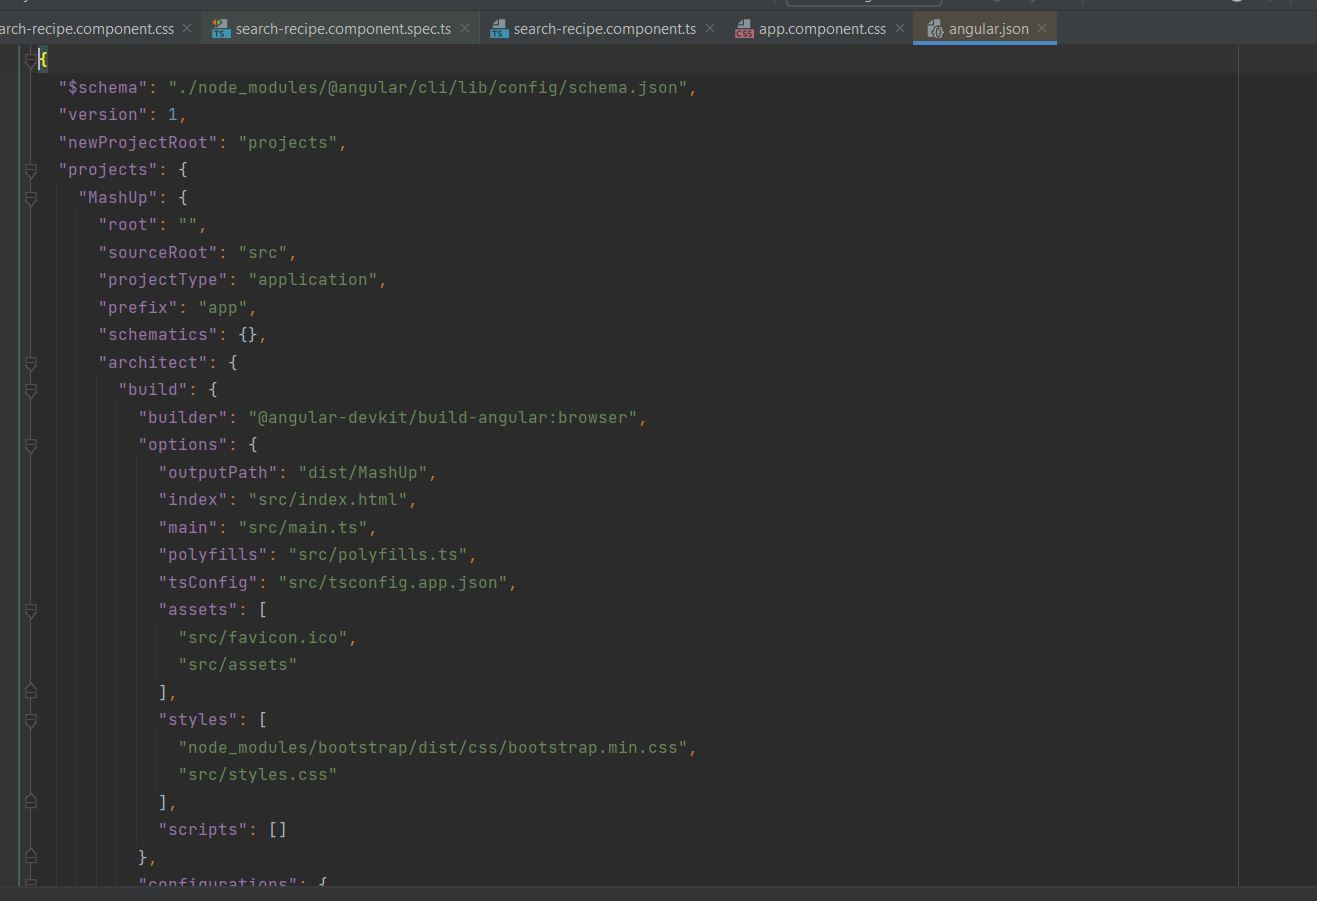 arch-recipe.component.css search-recipe.component.spec.ts search-recipe.component.ts app.component.css angular.json
{
  "$schema": "./node_modules/@angular/cli/lib/config/schema.json",
  "version": 1,
  "newProjectRoot": "projects",
  "projects": {
    "MashUp": {
      "root": "",
      "sourceRoot": "src",
      "projectType": "application",
      "prefix": "app",
      "schematics": {},
      "architect": {
        "build": {
          "builder": "@angular-devkit/build-angular:browser",
          "options": {
            "outputPath": "dist/MashUp",
            "index": "src/index.html",
            "main": "src/main.ts",
            "polyfills": "src/polyfills.ts",
            "tsConfig": "src/tsconfig.app.json",
            "assets": [
              "src/favicon.ico",
              "src/assets"
            ],
            "styles": [
              "node_modules/bootstrap/dist/css/bootstrap.min.css",
              "src/styles.css"
            ],
            "scripts": []
          },
          "configurations": {